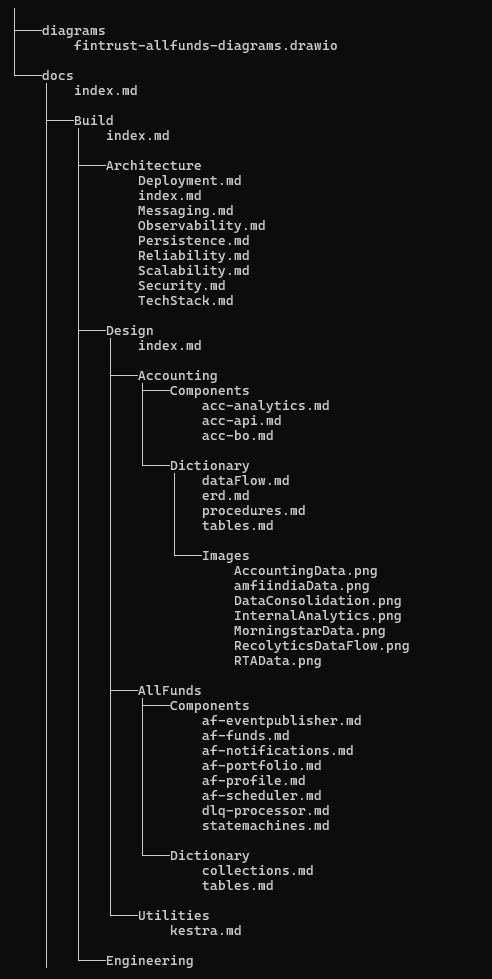 diagrams
fintrust-allfunds-diagrams.drawio
docs
index.md
Build
index.md
Architecture
Deployment.md
index.md
Messaging.md
Observability.md
Persistence.md
Reliability.md
Scalability.md
Security.md
TechStack.md
Design
index.md
Accounting
Components
acc-analytics.md
acc-api.md
acc-bo.md
Dictionary
dataFlow.md
erd.md
procedures.md
tables.md
Images
AccountingData.png
amfiindiaData.png
DataConsolidation.png
InternalAnalytics.png
MorningstarData.png
RecolyticsDataFlow.png
RTAData.png
AllFunds
Components
af-eventpublisher.md
af-funds.md
af-notifications.md
af-portfolio.md
af-profile.md
af-scheduler.md
dlq-processor.md
statemachines.md
Dictionary
collections.md
tables.md
Utilities
kestra.md
Engineering